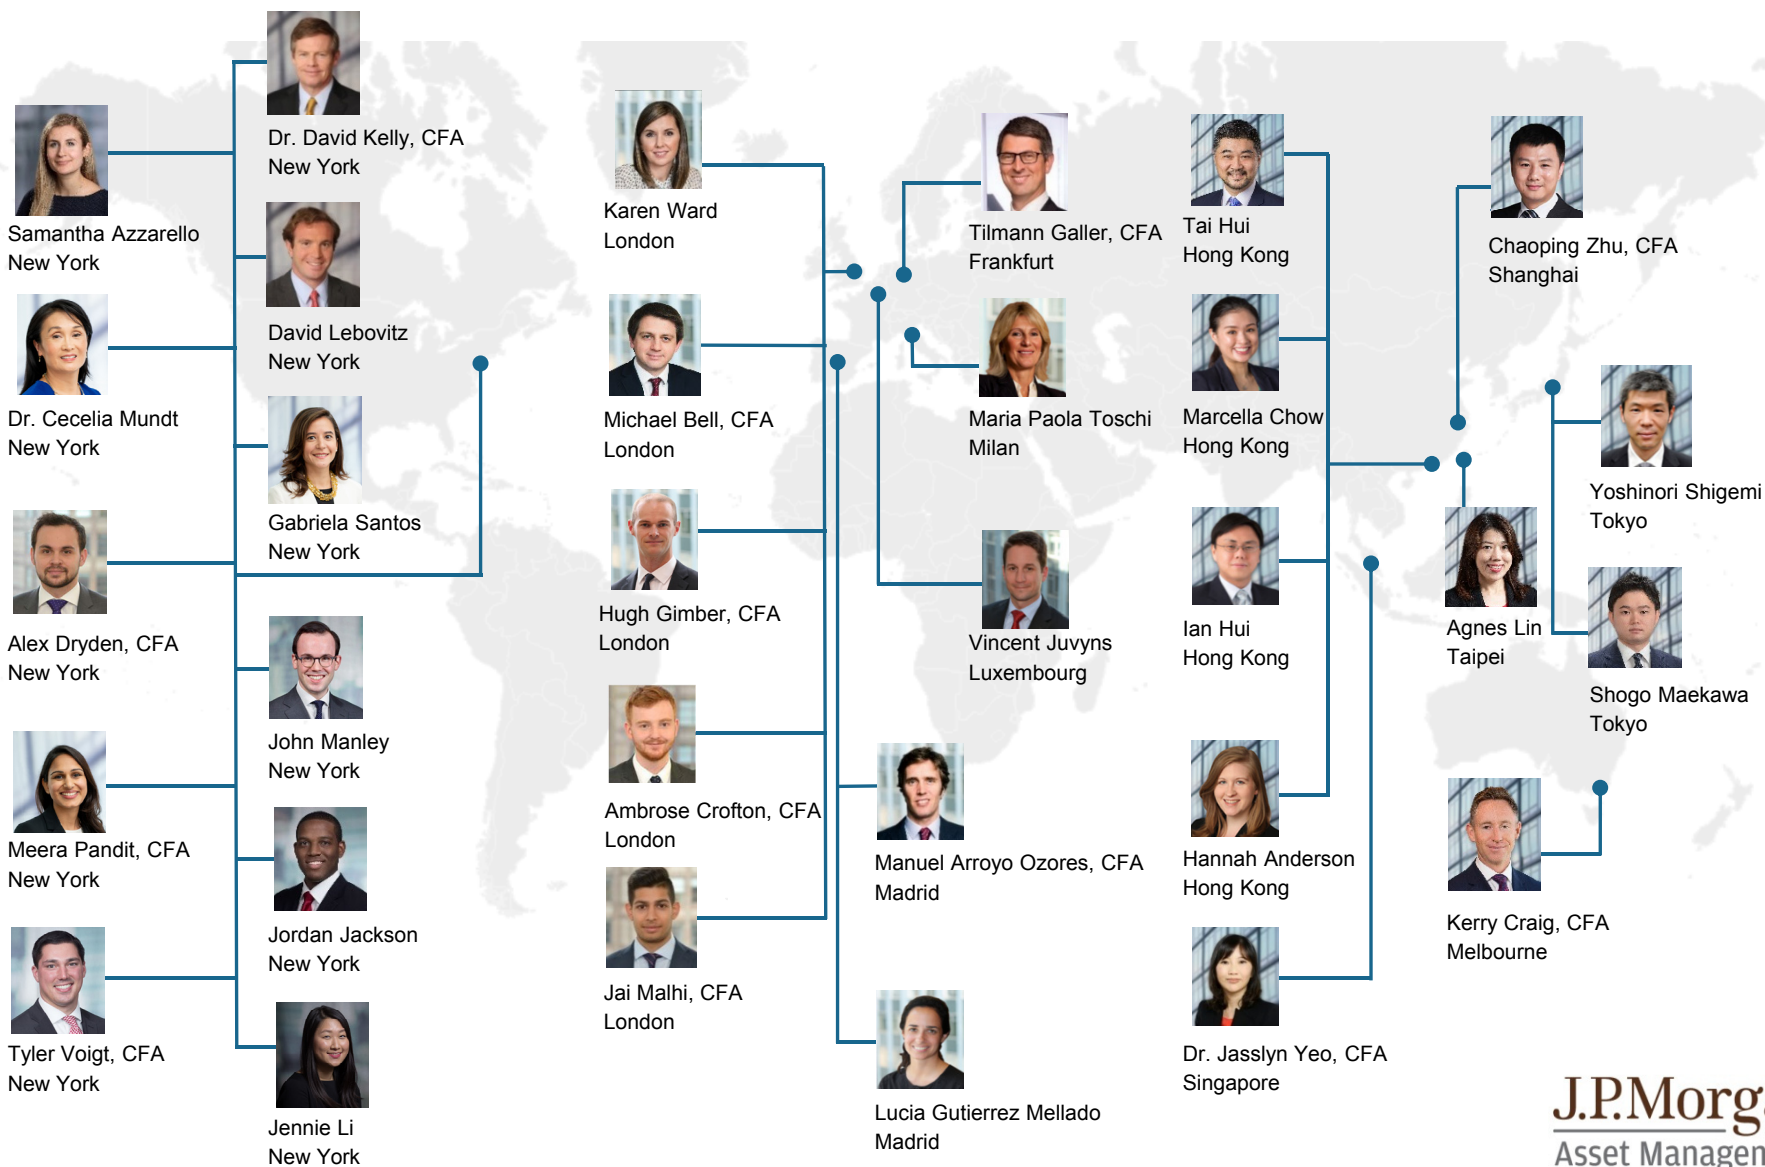 Dr. David Kelly, CFA
New York
Samantha Azzarello
New York
David Lebovitz
New York
Dr. Cecelia Mundt
New York
Gabriela Santos
New York
Alex Dryden, CFA
New York
John Manley
New York
Meera Pandit, CFA
New York
Jordan Jackson
New York
Tyler Voigt, CFA
New York
Jennie Li
New York
Karen Ward
London
Michael Bell, CFA
London
Hugh Gimber, CFA
London
Ambrose Crofton, CFA
London
Jai Malhi, CFA
London
Tilmann Galler, CFA
Frankfurt
Maria Paola Toschi
Milan
Vincent Juvyns
Luxembourg
Manuel Arroyo Ozores, CFA
Madrid
Lucia Gutierrez Mellado
Madrid
Tai Hui
Hong Kong
Marcella Chow
Hong Kong
Ian Hui
Hong Kong
Hannah Anderson
Hong Kong
Dr. Jasslyn Yeo, CFA
Singapore
Chaoping Zhu, CFA
Shanghai
Yoshinori Shigemi
Tokyo
Agnes Lin
Taipei
Shogo Maekawa
Tokyo
Kerry Craig, CFA
Melbourne
J.P.Morg
Asset Managem